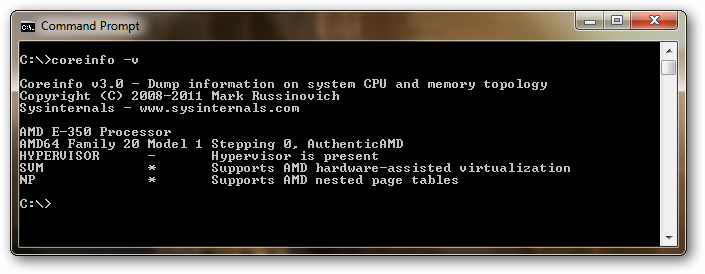 Command Prompt
C:\>coreinfo -v
Coreinfo v3.0 - Dump information on system CPU and memory topology
Copyright (C) 2008-2011 Mark Russinovich
Sysinternals - www.sysinternals.com
AMD E-350 Processor
AMD64 Family 20 Model 1 Stepping 0, AuthenticAMD
HYPERVISOR - Hypervisor is present
SVM * Supports AMD hardware-assisted virtualization
NP * Supports AMD nested page tables
C:\>